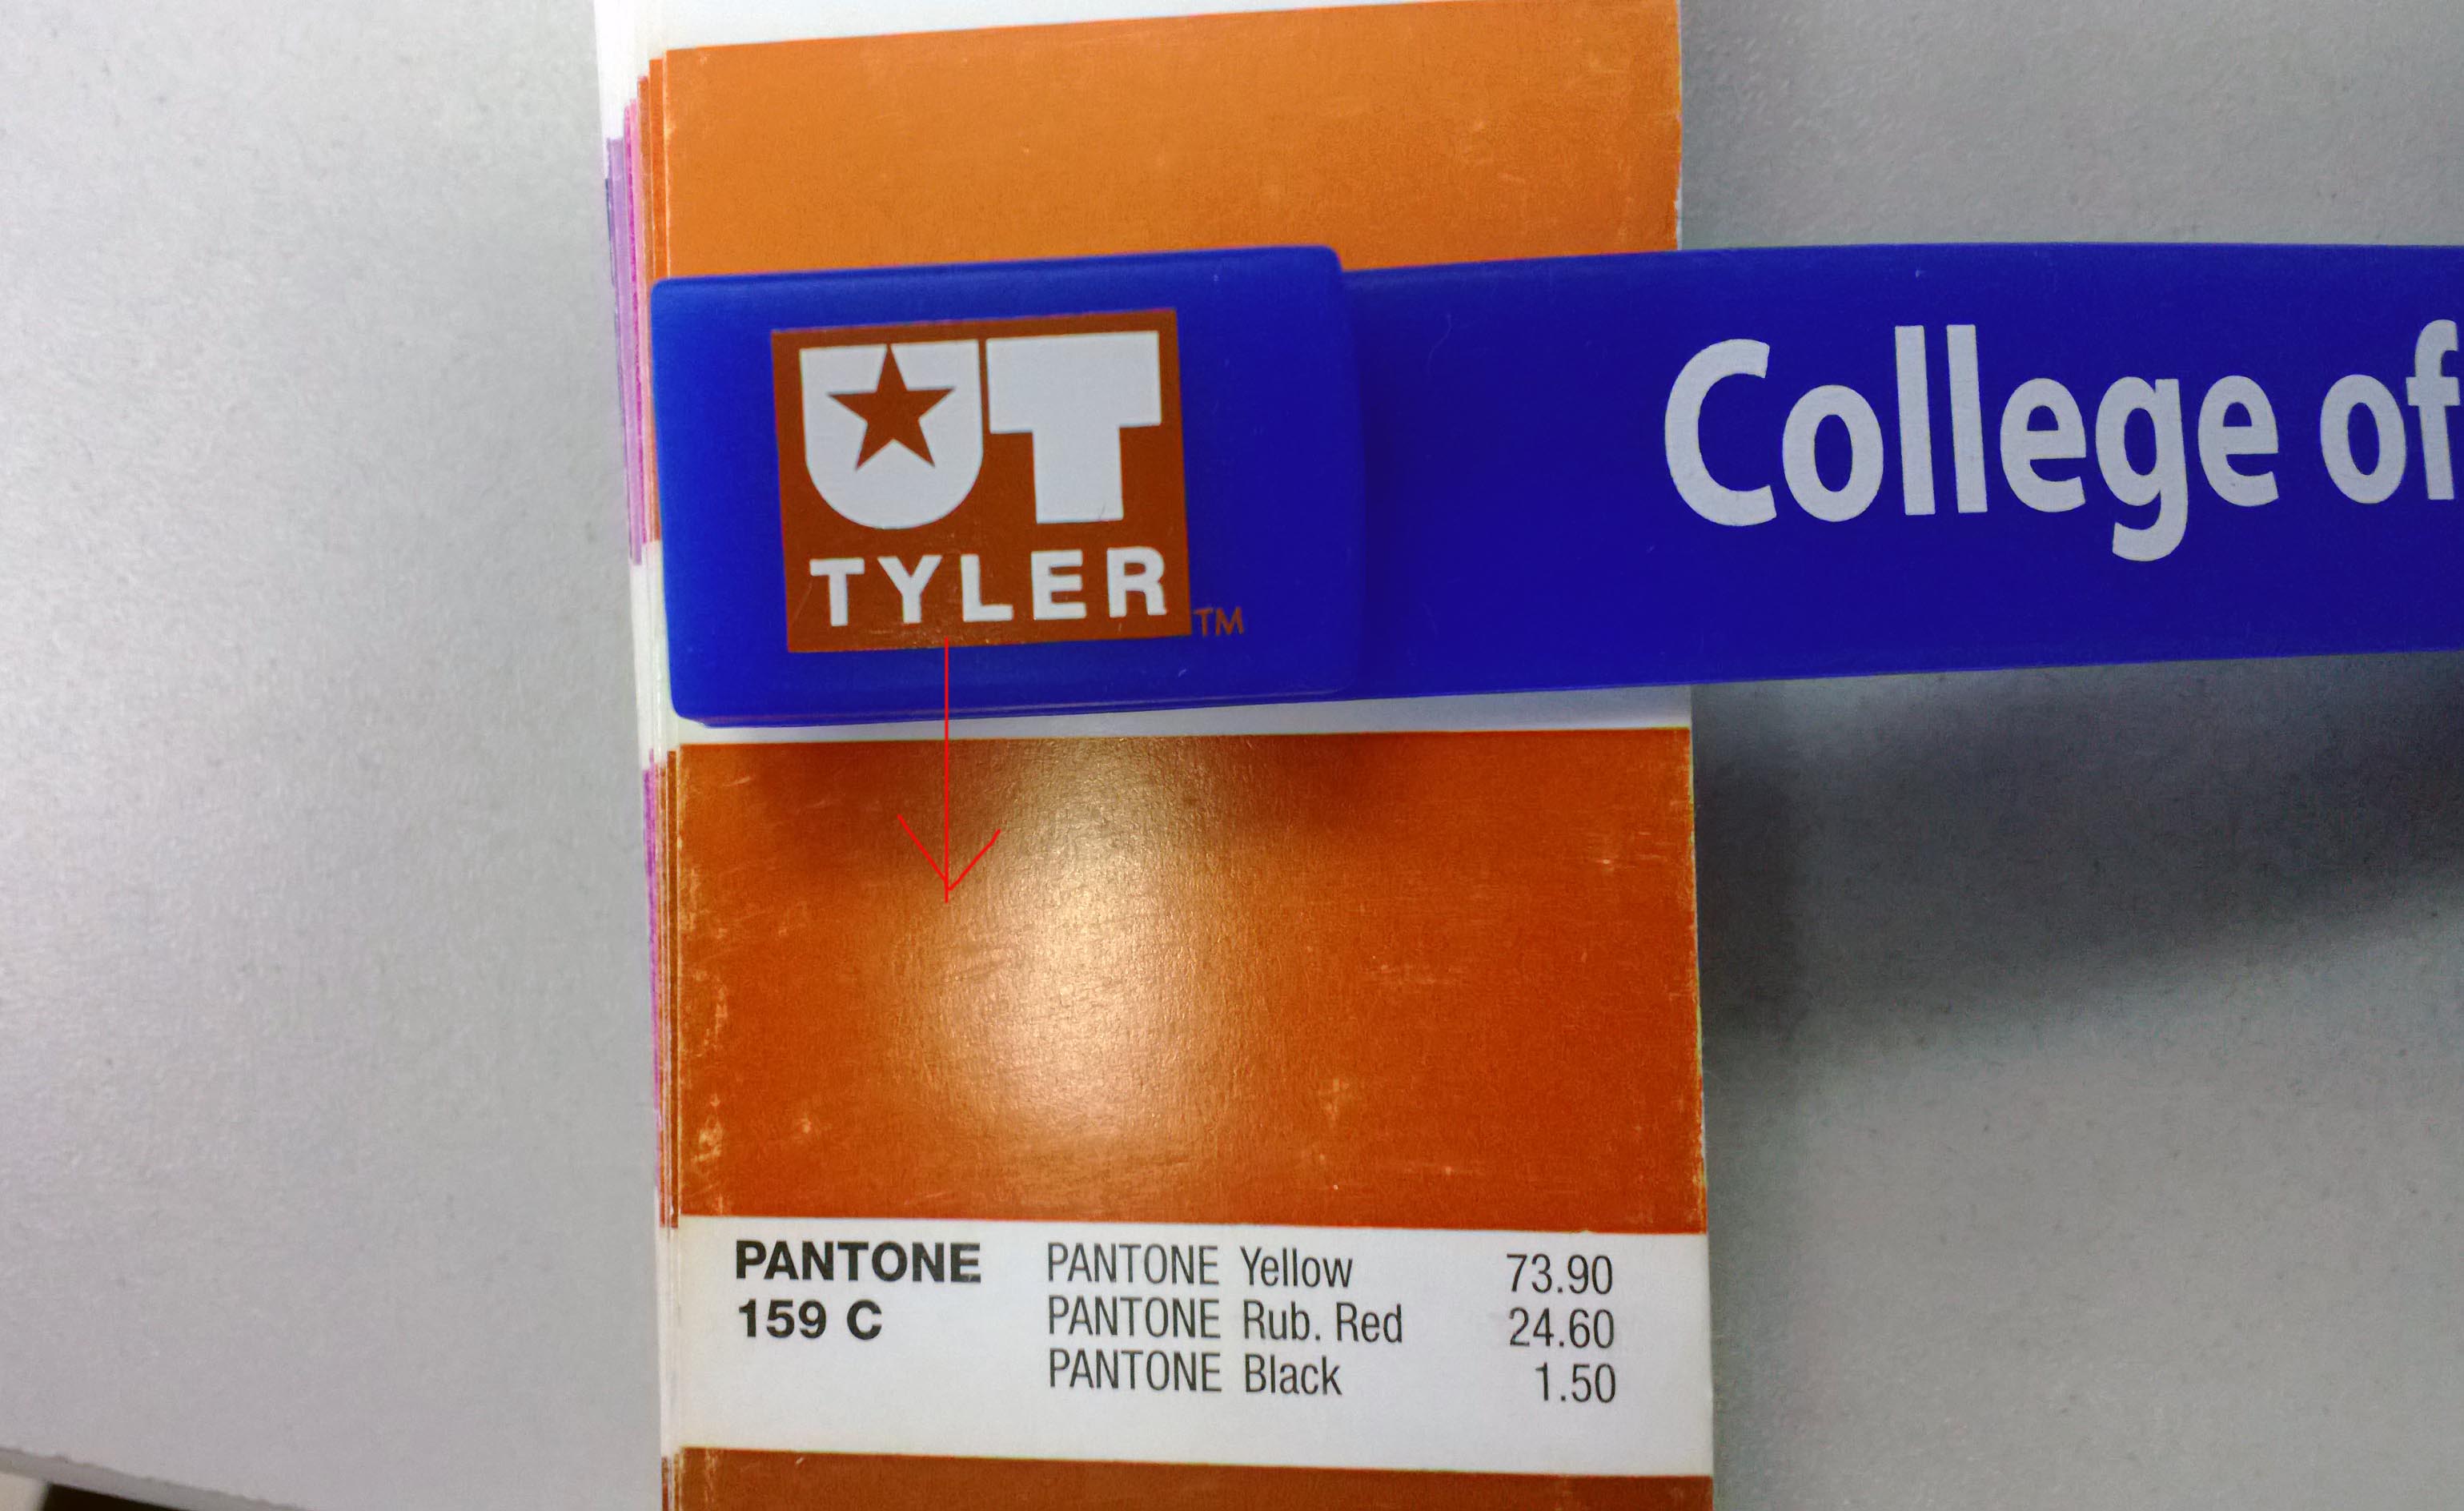 UT
TYLER
TM
College of
PANTONE
159 C
PANTONE Yellow 73.90
PANTONE Rub. Red 24.60
PANTONE Black 1.50